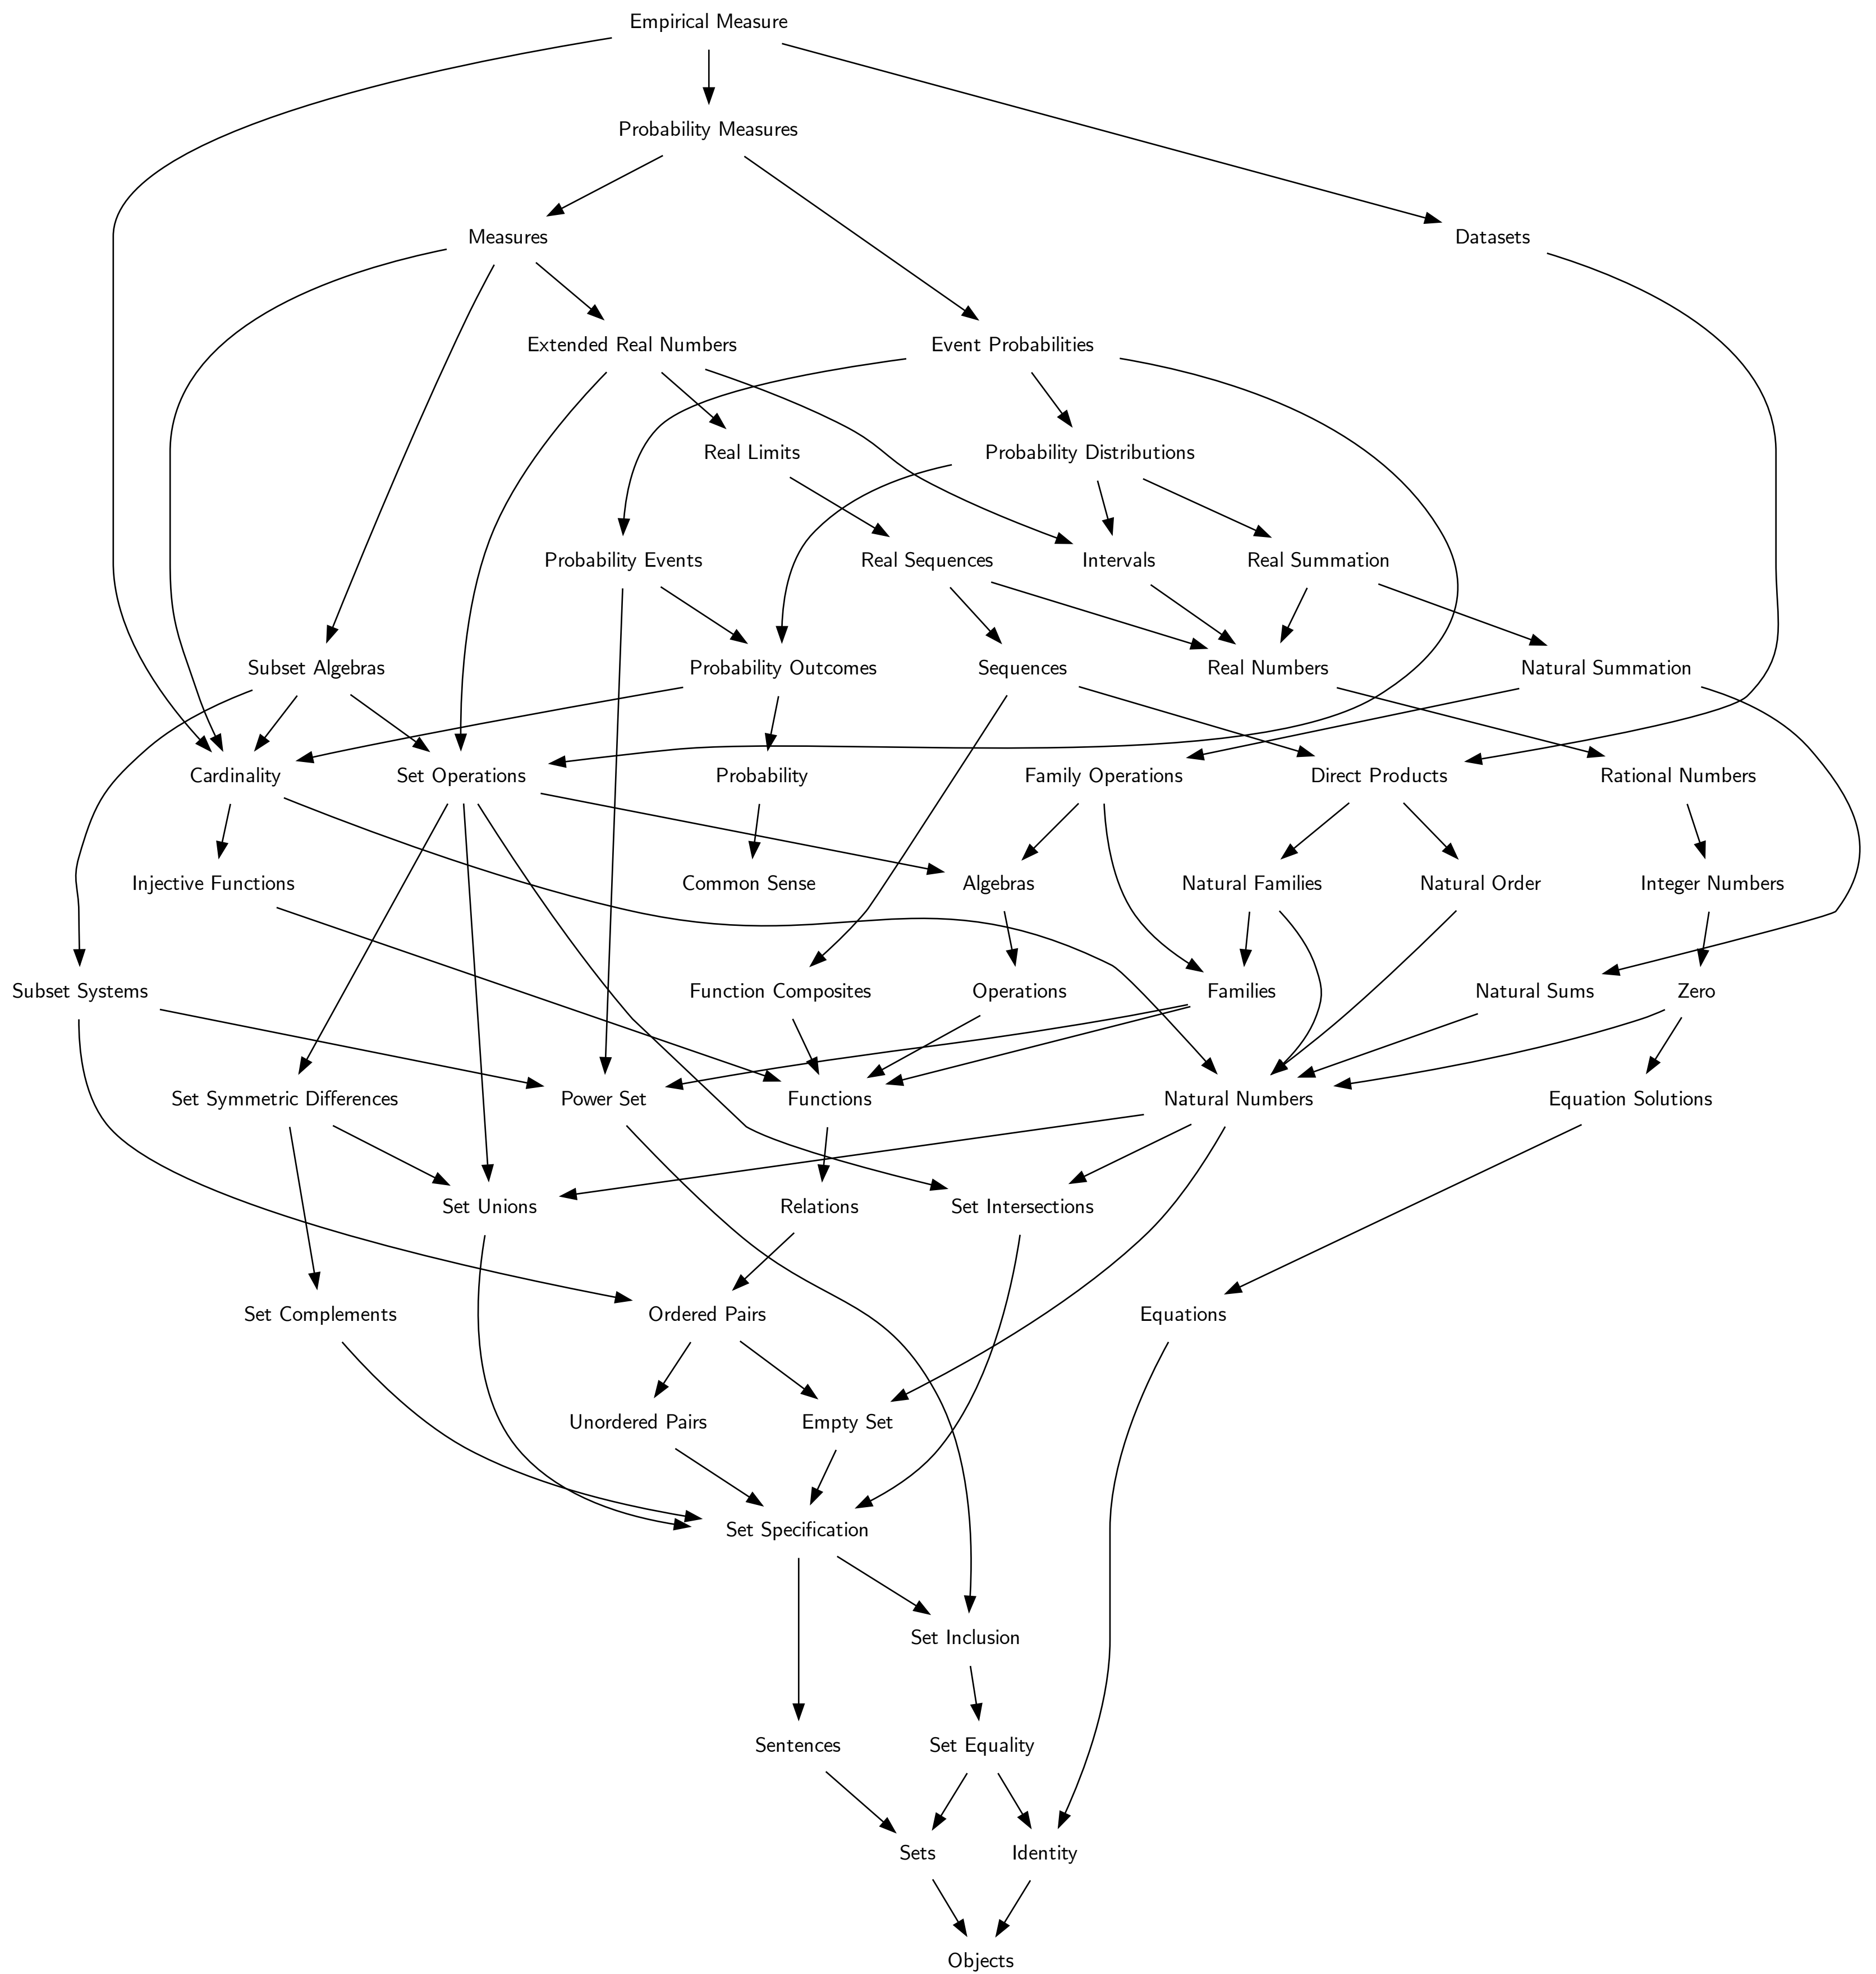 Empirical Measure
Probability Measures
Measures
Datasets
Extended Real Numbers
Event Probabilities
Real Limits
Probability Distributions
Probability Events
Real Sequences
Intervals
Real Summation
Subset Algebras
Probability Outcomes
Sequences
Real Numbers
Natural Summation
Cardinality
Set Operations
Probability
Family Operations
Direct Products
Rational Numbers
Injective Functions
Common Sense
Algebras
Natural Families
Natural Order
Integer Numbers
Subset Systems
Function Composites
Operations
Families
Natural Sums
Zero
Set Symmetric Differences
Power Set
Functions
Natural Numbers
Equation Solutions
Set Unions
Relations
Set Intersections
Set Complements
Ordered Pairs
Equations
Unordered Pairs
Empty Set
Set Specification
Set Inclusion
Sentences
Set Equality
Sets
Identity
Objects